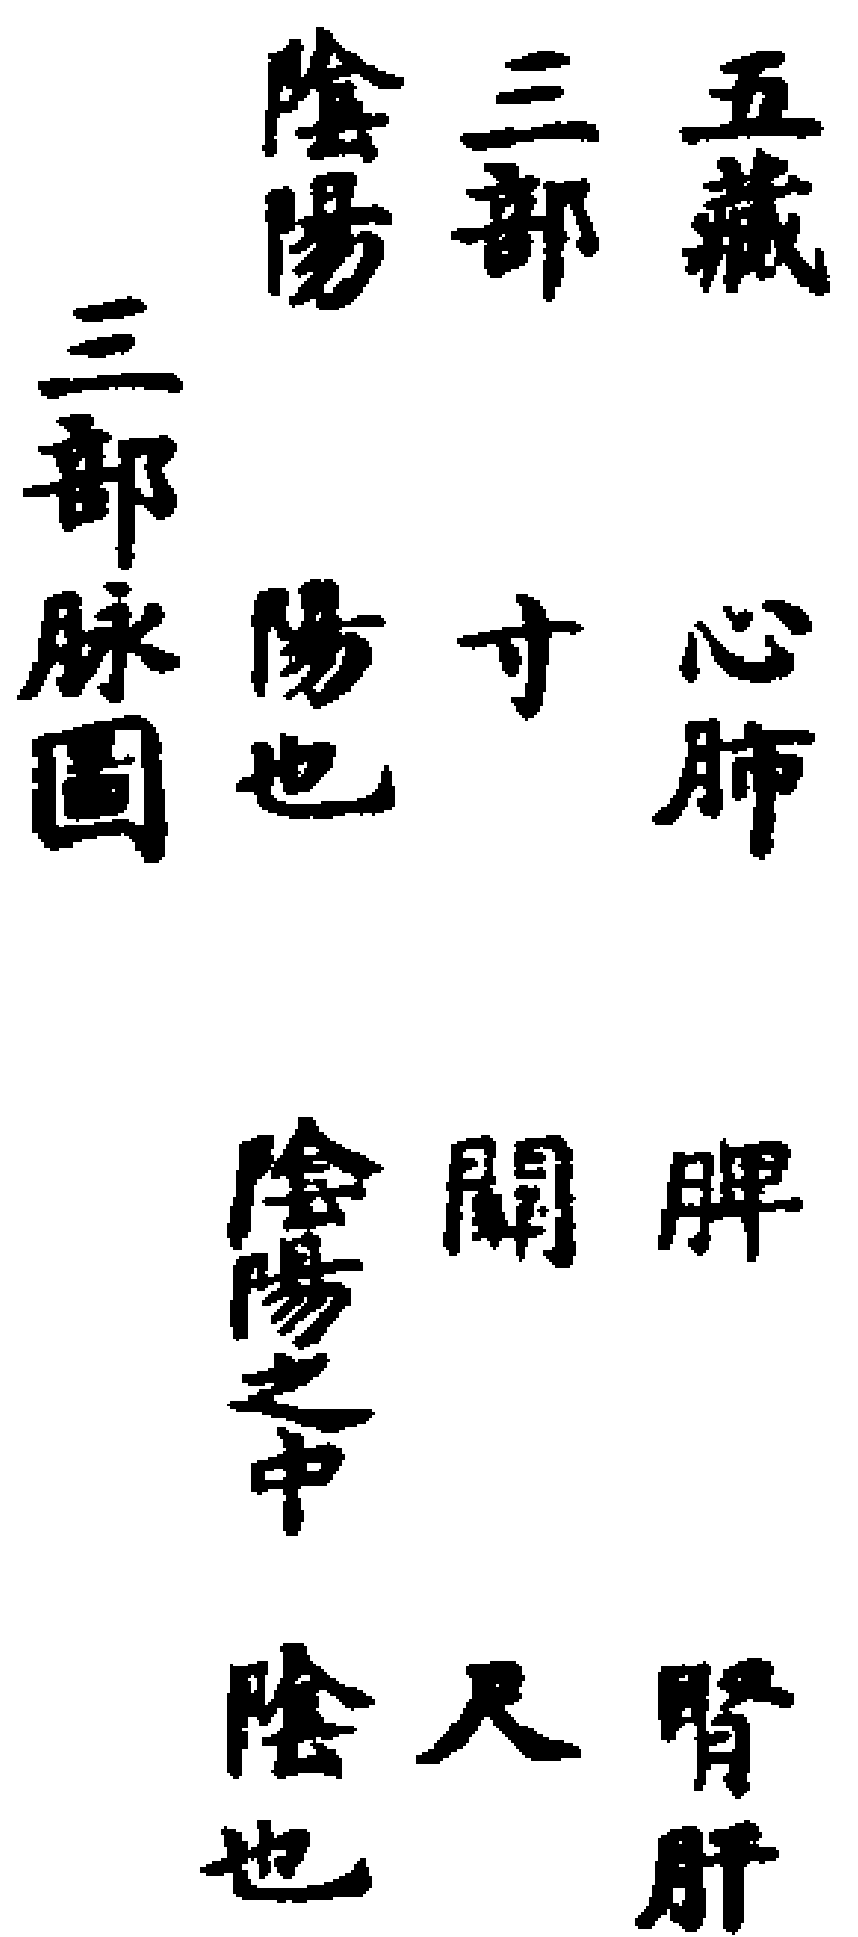 五藏
心肺
脾
腎肝
三部
寸
關
尺
陰陽
陽也
陰陽之中
陰也
三部脉圖